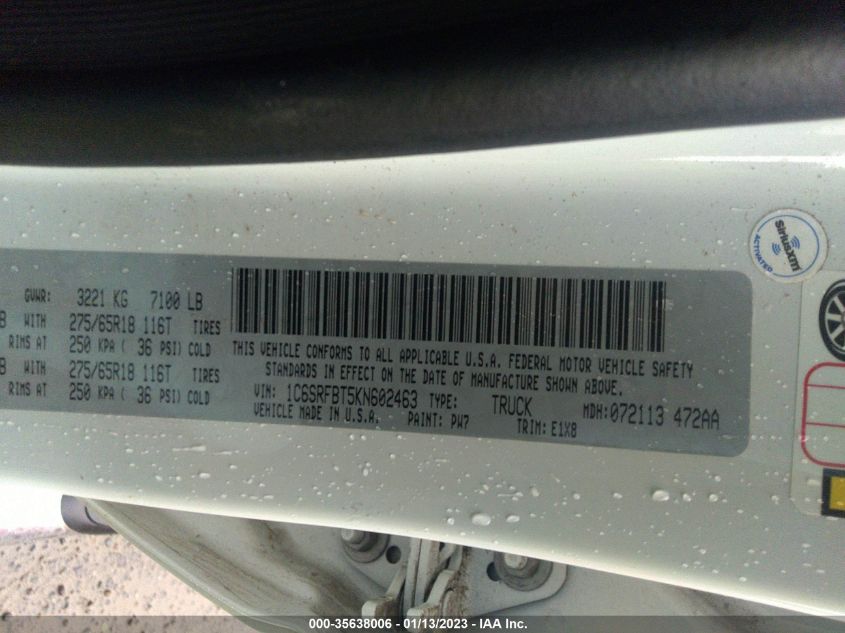 GVWR: 3221 KG 7100 LB
B WITH 275/65R18 116T TIRES
RIMS AT 250 KPA ( 36 PSI) COLD
B WITH 275/65R18 116T TIRES
RIMS AT 250 KPA ( 36 PSI) COLD
THIS VEHICLE CONFORMS TO ALL APPLICABLE U.S.A. FEDERAL MOTOR VEHICLE SAFETY
STANDARDS IN EFFECT ON THE DATE OF MANUFACTURE SHOWN ABOVE.
VIN: 1C6SRFBT5KN602463 TYPE: TRUCK MDH: 072113 472AA
VEHICLE MADE IN U.S.A. PAINT: PW7 TRIM: E1X8
SiriusXM
ACTIVATED
000-35638006 - 01/13/2023 - IAA Inc.